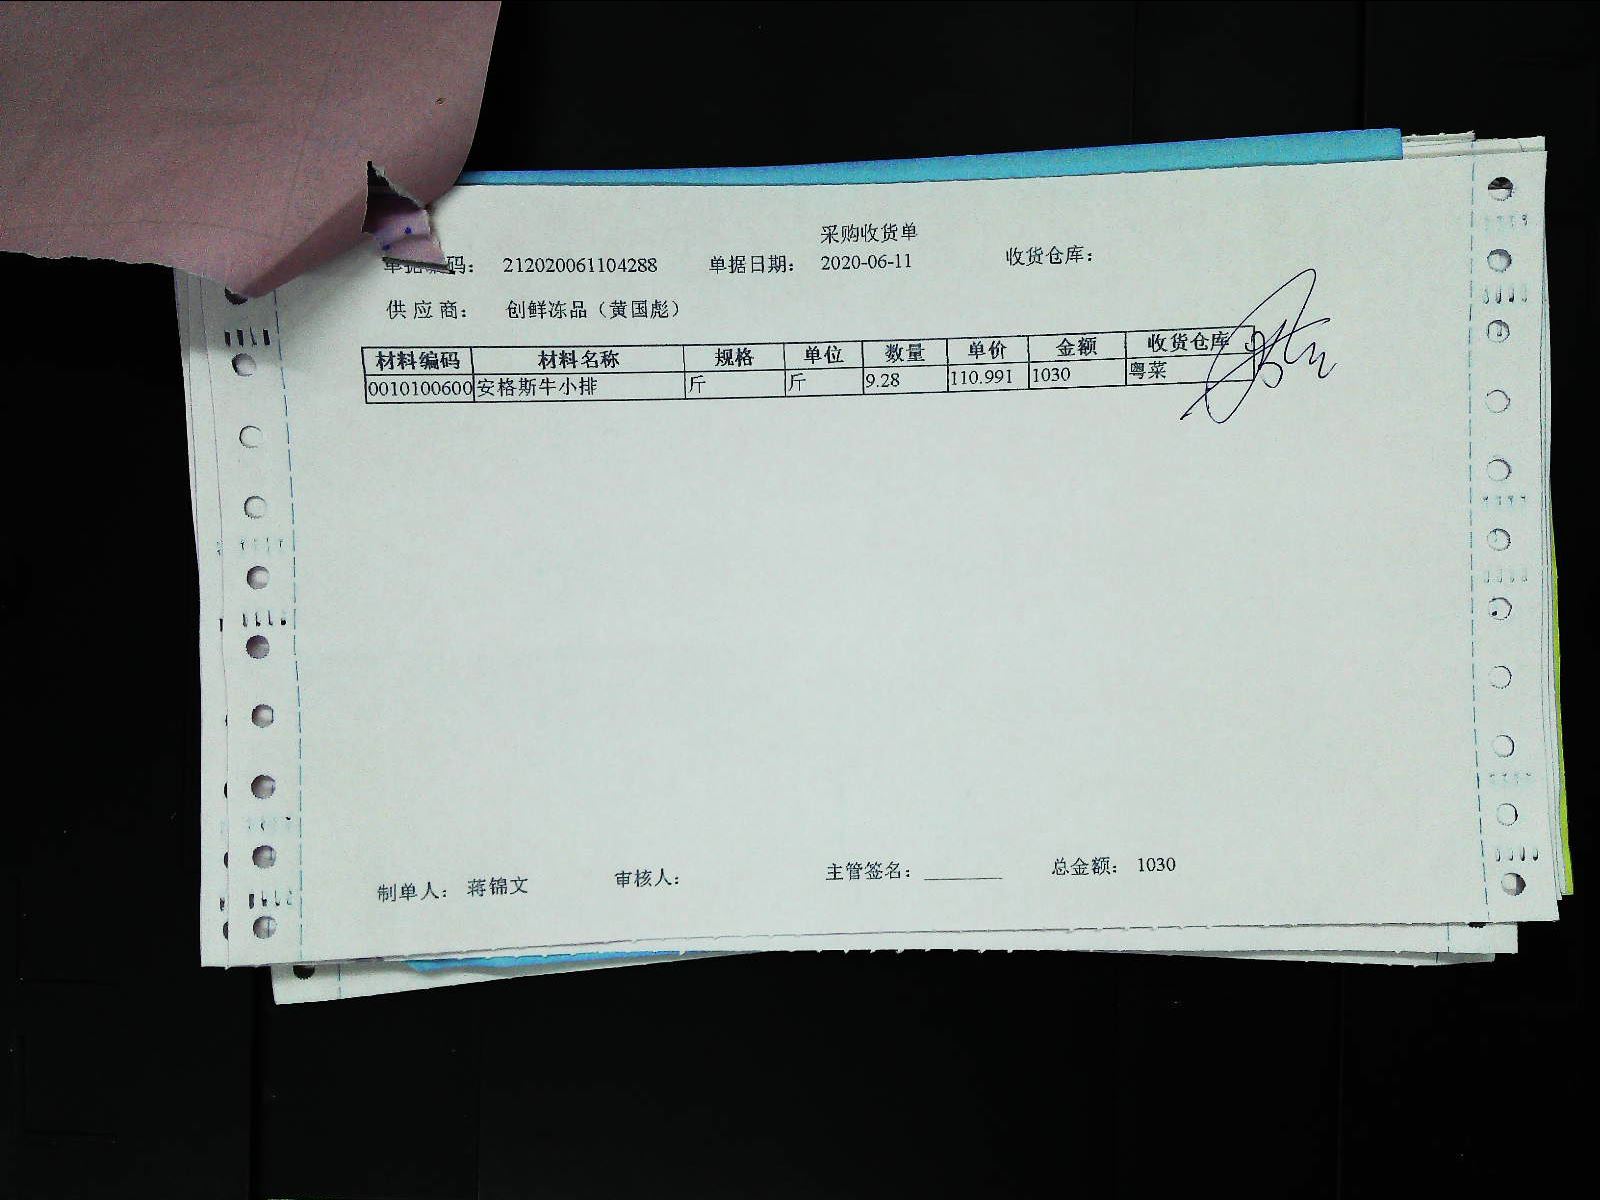 采购收货单
单据编码： 212020061104288 单据日期： 2020-06-11 收货仓库：
供应商： 创鲜冻品（黄国彪）
材料编码 材料名称 规格 单位 数量 单价 金额 收货仓库
0010100600 安格斯牛小排 斤 斤 9.28 110.991 1030 粤菜
制单人： 蒋锦文 审核人： 主管签名：________ 总金额： 1030